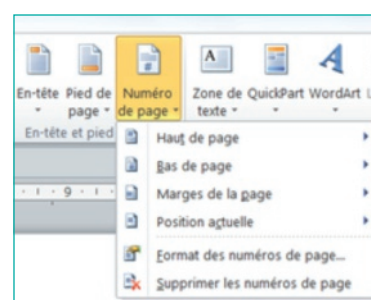 En-tête Pied de page Numéro de page Zone de texte QuickPart WordArt
En-tête et pied
9
Haut de page
Bas de page
Marges de la page
Position actuelle
Format des numéros de page...
Supprimer les numéros de page